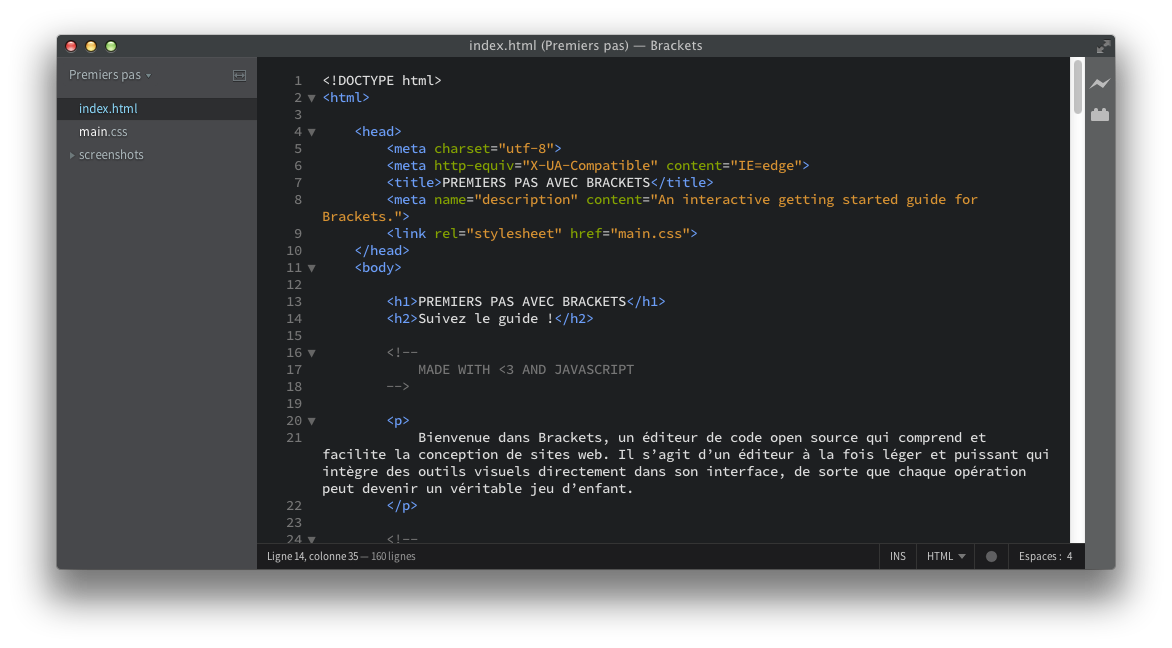 index.html (Premiers pas) — Brackets
Premiers pas
index.html
main.css
screenshots
1 <!DOCTYPE html>
2 <html>
3
4 <head>
5 <meta charset="utf-8">
6 <meta http-equiv="X-UA-Compatible" content="IE=edge">
7 <title>PREMIERS PAS AVEC BRACKETS</title>
8 <meta name="description" content="An interactive getting started guide for
Brackets.">
9 <link rel="stylesheet" href="main.css">
10 </head>
11 <body>
12
13 <h1>PREMIERS PAS AVEC BRACKETS</h1>
14 <h2>Suivez le guide !</h2>
15
16 <!--
17 MADE WITH <3 AND JAVASCRIPT
18 -->
19
20 <p>
21 Bienvenue dans Brackets, un éditeur de code open source qui comprend et
facilite la conception de sites web. Il s’agit d’un éditeur à la fois léger et puissant qui
intègre des outils visuels directement dans son interface, de sorte que chaque opération
peut devenir un véritable jeu d’enfant.
22 </p>
23
24 <!--
Ligne 14, colonne 35 — 160 lignes
INS
HTML
Espaces : 4